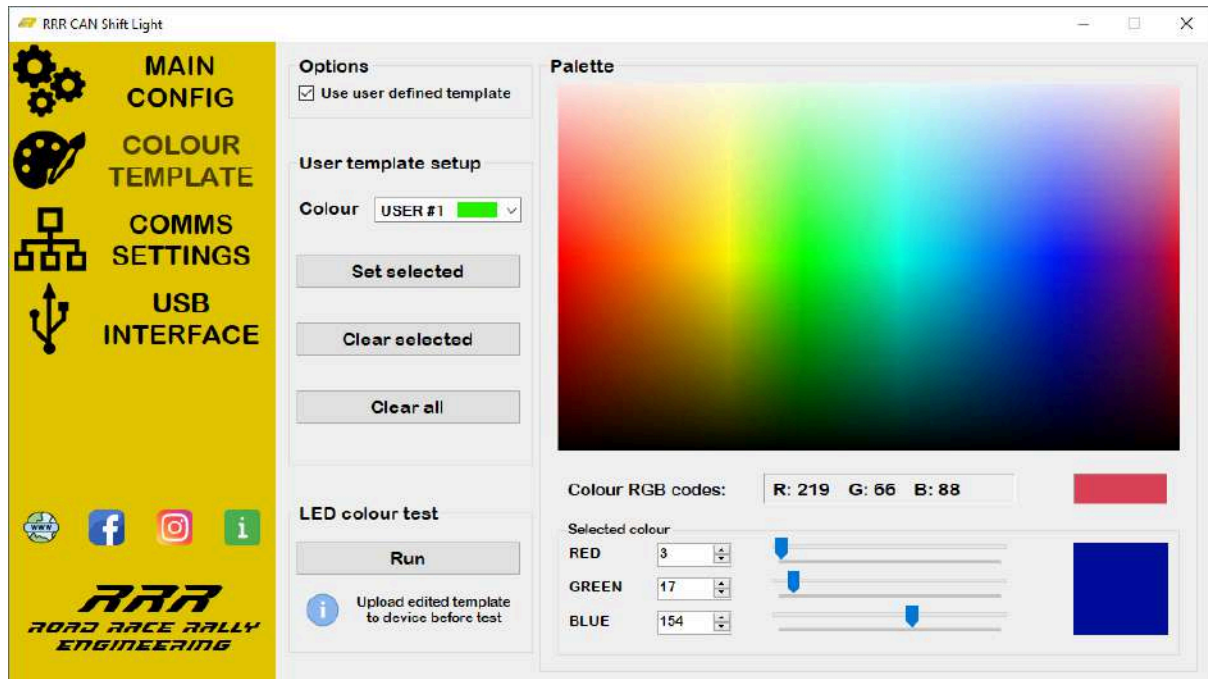 RRR CAN Shift Light
MAIN
CONFIG
COLOUR
TEMPLATE
COMMS
SETTINGS
USB
INTERFACE
www
f
i
RRR
ROAD RACE RALLY
ENGINEERING
Options
Use user defined template
User template setup
Colour USER #1
Set selected
Clear selected
Clear all
LED colour test
Run
i
Upload edited template
to device before test
Palette
Colour RGB codes: R: 219 G: 66 B: 88
Selected colour
RED 3
GREEN 17
BLUE 154